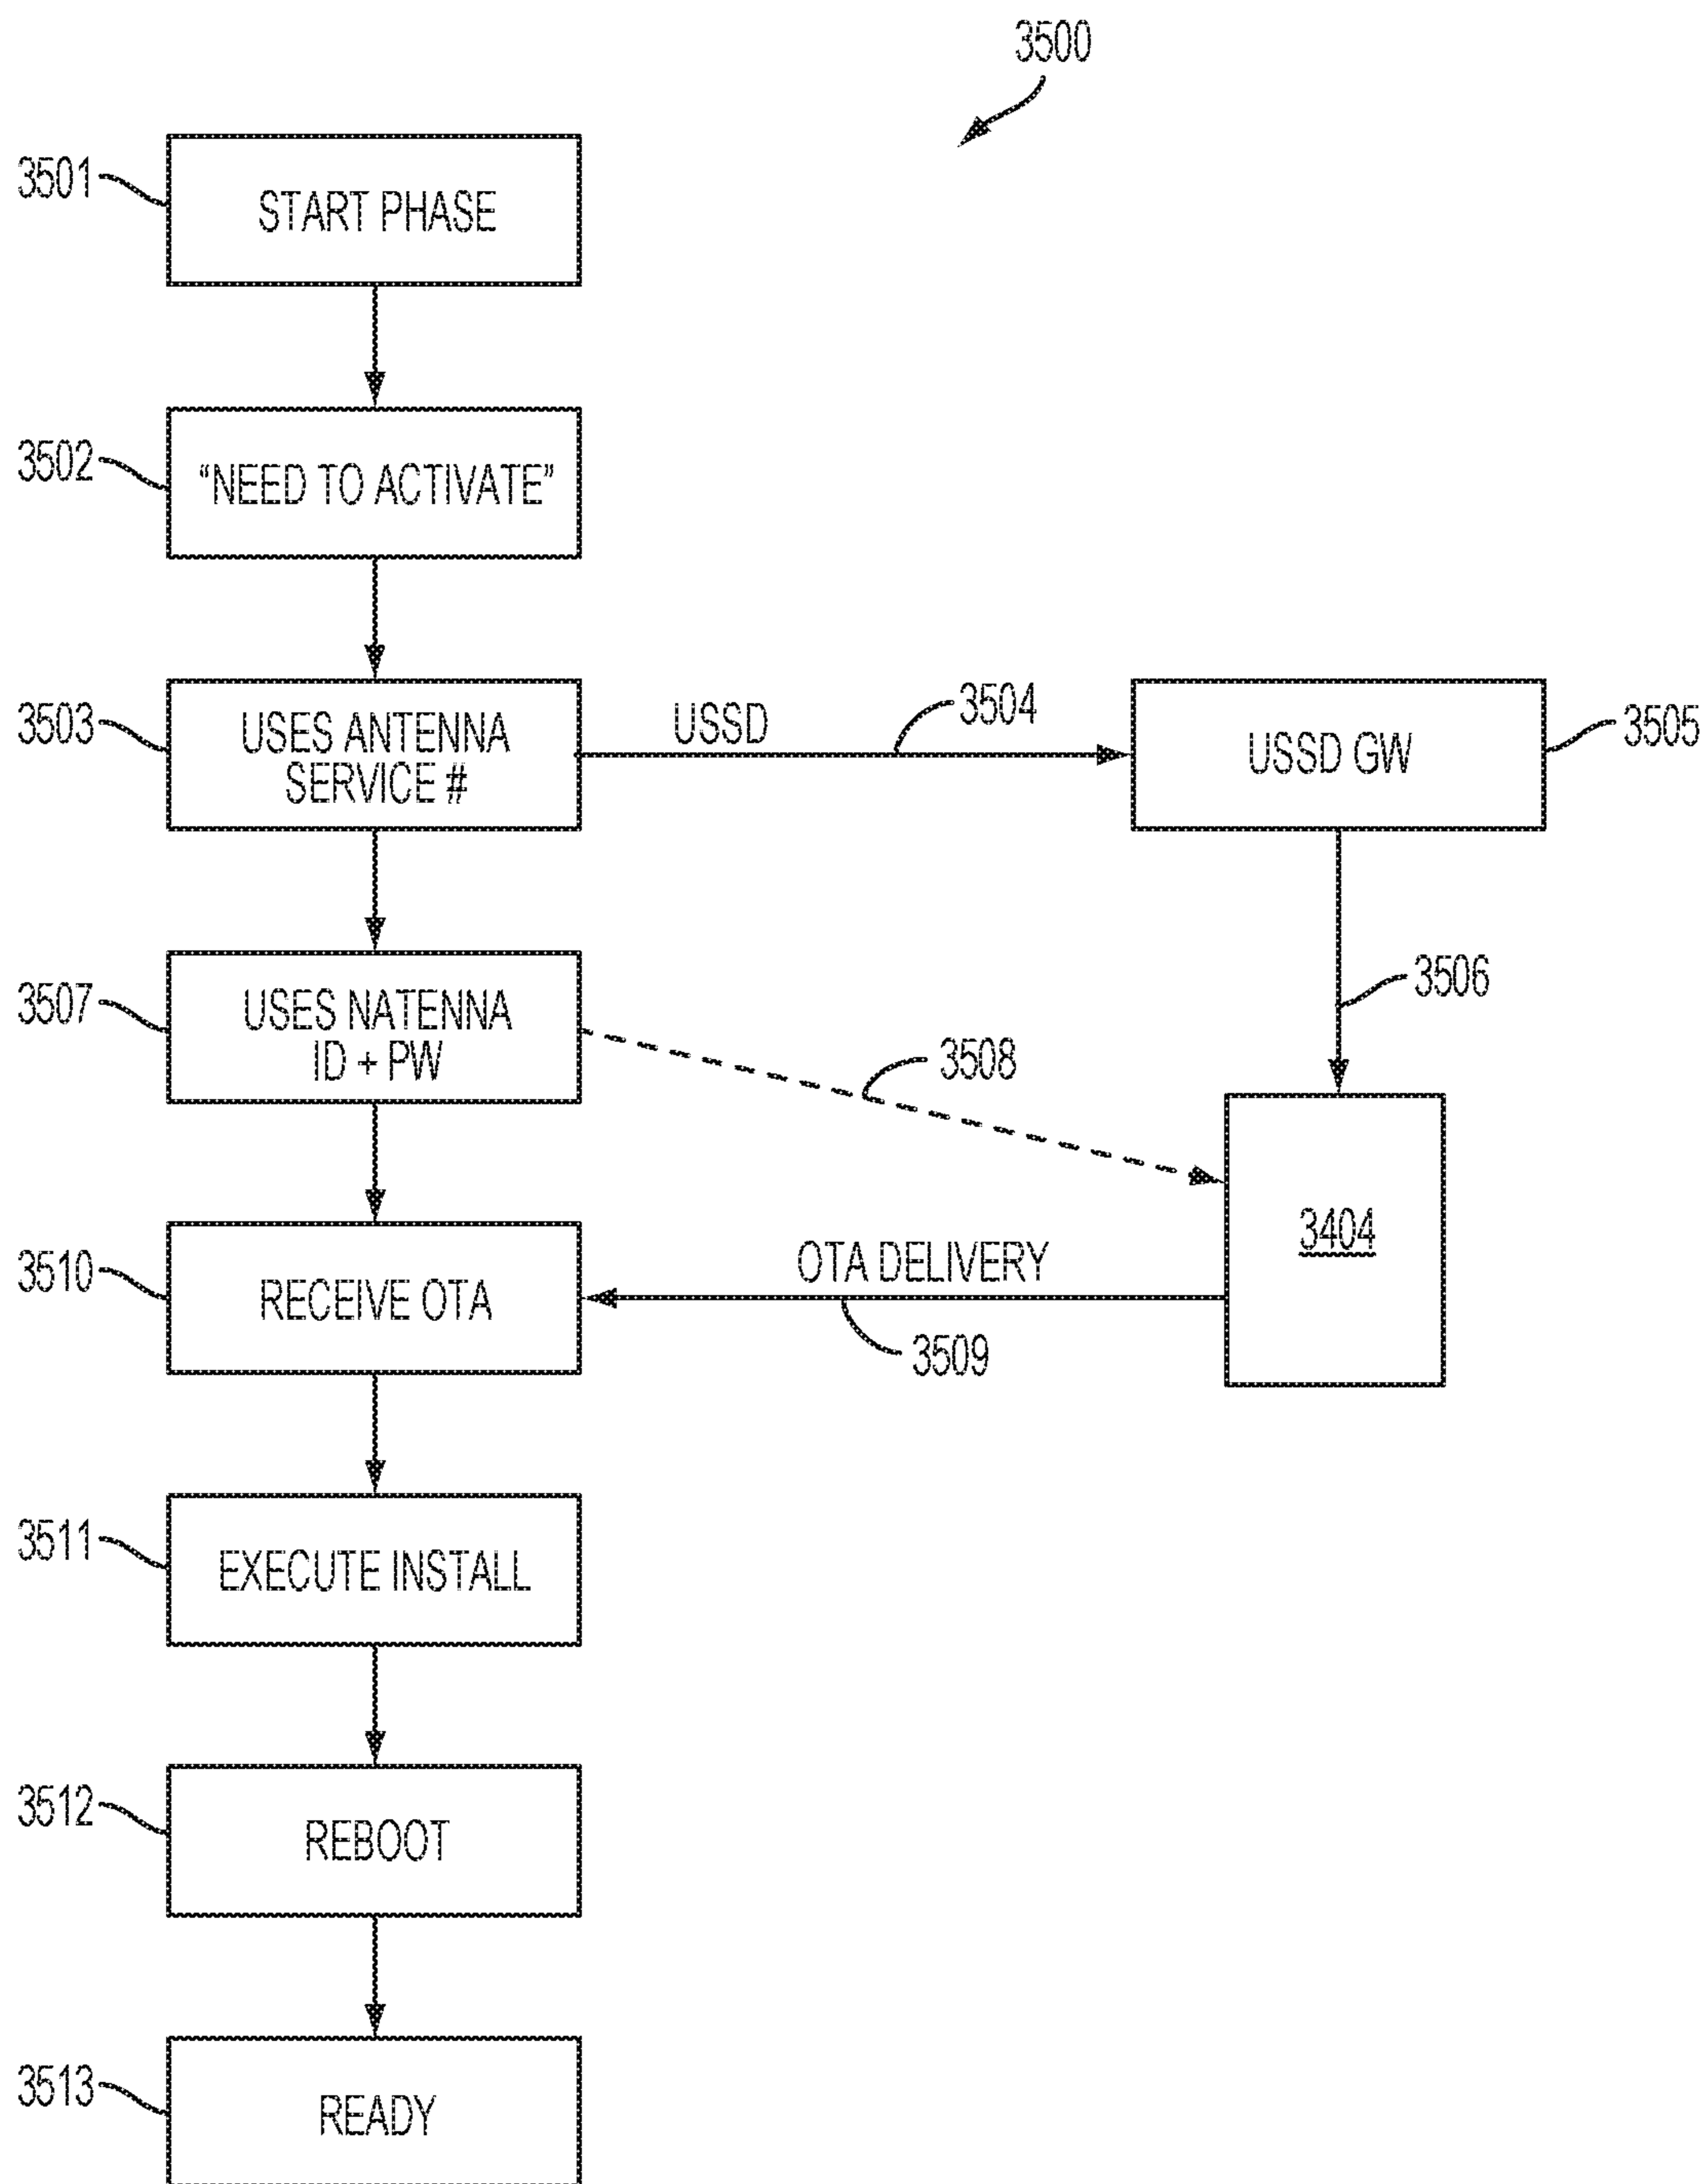 3500
3501
START PHASE
3502
“NEED TO ACTIVATE”
3503
USES ANTENNA
SERVICE #
USSD
3504
USSD GW
3505
3506
3507
USES NATENNA
ID + PW
3508
3404
3510
RECEIVE OTA
OTA DELIVERY
3509
3511
EXECUTE INSTALL
3512
REBOOT
3513
READY